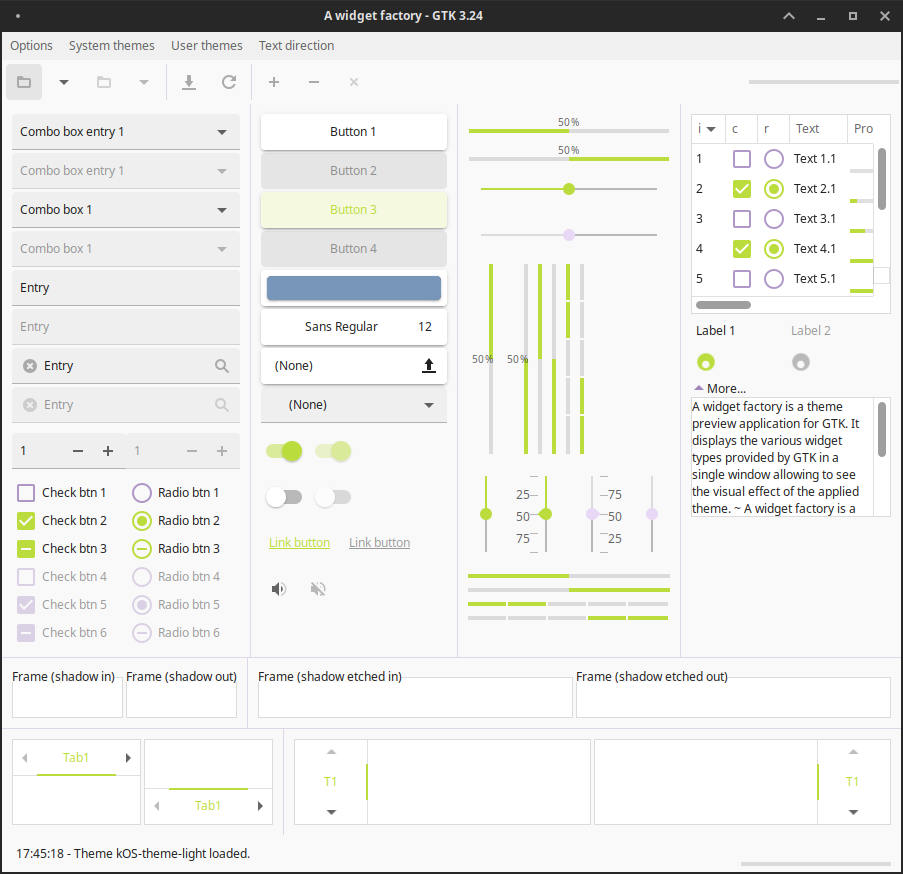 A widget factory - GTK 3.24
Options System themes User themes Text direction
Combo box entry 1
Combo box entry 1
Combo box 1
Combo box 1
Entry
Entry
Entry
Entry
1 1
Check btn 1 Radio btn 1
Check btn 2 Radio btn 2
Check btn 3 Radio btn 3
Check btn 4 Radio btn 4
Check btn 5 Radio btn 5
Check btn 6 Radio btn 6
Button 1
Button 2
Button 3
Button 4
Sans Regular 12
(None)
(None)
Link button Link button
50 %
50 %
50 % 50 %
25 75
50 50
75 25
i c r Text Pro
1 Text 1.1
2 Text 2.1
3 Text 3.1
4 Text 4.1
5 Text 5.1
Label 1 Label 2
More...
A widget factory is a theme
preview application for GTK. It
displays the various widget
types provided by GTK in a
single window allowing to see
the visual effect of the applied
theme. ~ A widget factory is a
Frame (shadow in) Frame (shadow out) Frame (shadow etched in) Frame (shadow etched out)
Tab1
Tab1
T1 T1
17:45:18 - Theme kOS-theme-light loaded.